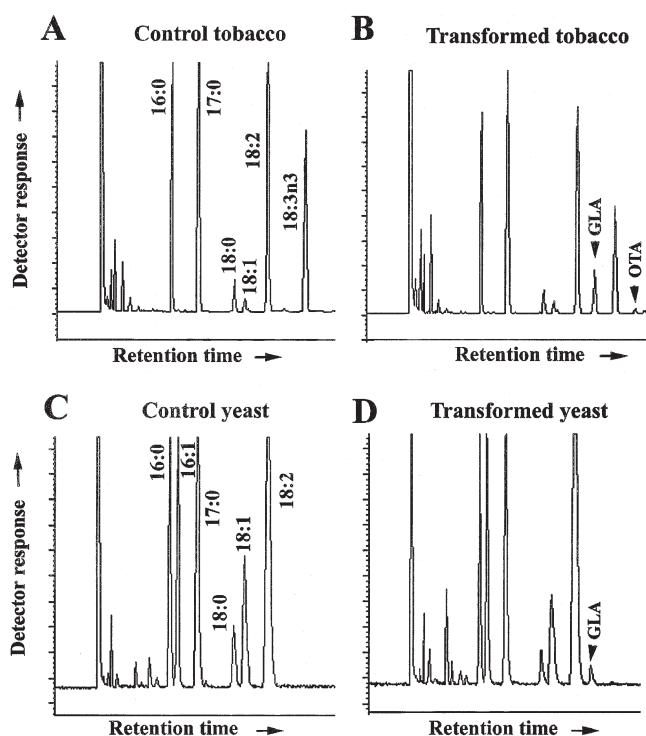 A
Control tobacco
Detector response
16:0
17:0
18:0
18:1
18:2
18:3n3
Retention time
B
Transformed tobacco
GLA
OTA
Retention time
C
Control yeast
Detector response
16:0
16:1
17:0
18:0
18:1
18:2
Retention time
D
Transformed yeast
GLA
Retention time